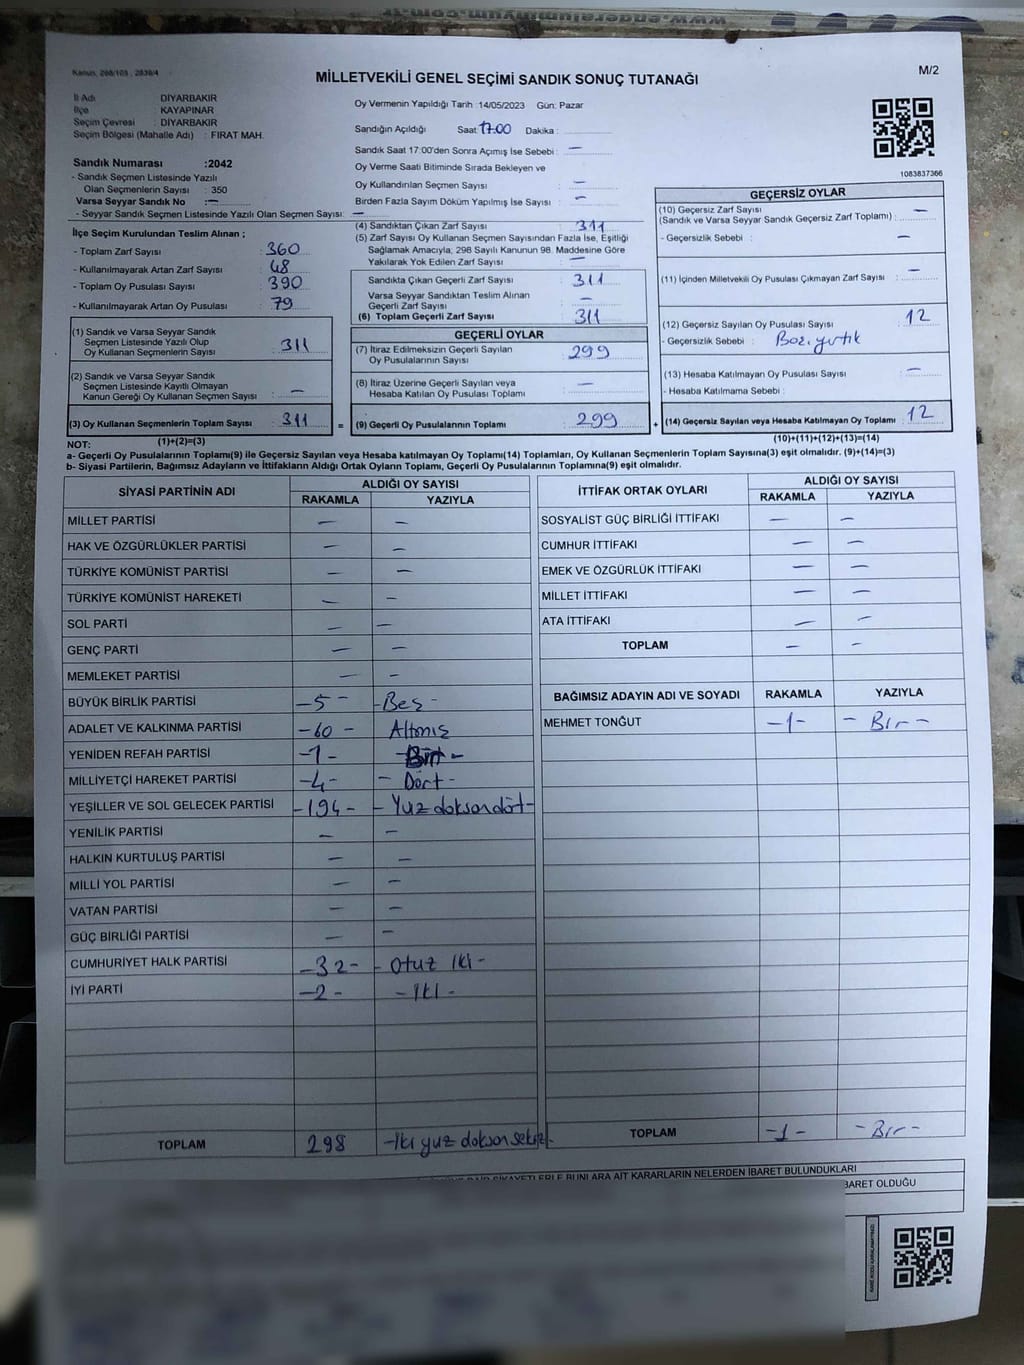 www.enderaluminyum.com.tr
Kanun, 298/105 , 2839/4
MİLLETVEKİLİ GENEL SEÇİMİ SANDIK SONUÇ TUTANAĞI
M/2
İl Adı DİYARBAKIR
İlçe KAYAPINAR
Seçim Çevresi : DİYARBAKIR
Seçim Bölgesi (Mahalle Adı) : FIRAT MAH.
Sandık Numarası :2042
- Sandık Seçmen Listesinde Yazılı
Olan Seçmenlerin Sayısı : 350
Varsa Seyyar Sandık No : —
- Seyyar Sandık Seçmen Listesinde Yazılı Olan Seçmen Sayısı: —
İlçe Seçim Kurulundan Teslim Alınan ;
- Toplam Zarf Sayısı : 360
- Kullanılmayarak Artan Zarf Sayısı : 48
- Toplam Oy Pusulası Sayısı : 390
- Kullanılmayarak Artan Oy Pusulası : 79
(1) Sandık ve Varsa Seyyar Sandık
Seçmen Listesinde Yazılı Olup
Oy Kullanan Seçmenlerin Sayısı : 311
(2) Sandık ve Varsa Seyyar Sandık
Seçmen Listesinde Kayıtlı Olmayan
Kanun Gereği Oy Kullanan Seçmen Sayısı : —
(3) Oy Kullanan Seçmenlerin Toplam Sayısı : 311
Oy Vermenin Yapıldığı Tarih :14/05/2023 Gün: Pazar
Sandığın Açıldığı Saat 17.00 Dakika :
Sandık Saat 17:00'den Sonra Açımış İse Sebebi : —
Oy Verme Saati Bitiminde Sırada Bekleyen ve
Oy Kullandırılan Seçmen Sayısı : —
Birden Fazla Sayım Döküm Yapılmış İse Sayısı : —
(4) Sandıktan Çıkan Zarf Sayısı : 311
(5) Zarf Sayısı Oy Kullanan Seçmen Sayısından Fazla İse, Eşitliği
Sağlamak Amacıyla; 298 Sayılı Kanunun 98. Maddesine Göre
Yakılarak Yok Edilen Zarf Sayısı : —
Sandıkta Çıkan Geçerli Zarf Sayısı : 311
Varsa Seyyar Sandıktan Teslim Alınan
Geçerli Zarf Sayısı : —
(6) Toplam Geçerli Zarf Sayısı : 311
GEÇERLİ OYLAR
(7) İtiraz Edilmeksizin Geçerli Sayılan
Oy Pusulalarının Sayısı : 299
(8) İtiraz Üzerine Geçerli Sayılan veya
Hesaba Katılan Oy Pusulası Toplamı : —
= (9) Geçerli Oy Pusulalarının Toplamı : 299 +
1083837366
GEÇERSİZ OYLAR
(10) Geçersiz Zarf Sayısı
(Sandık ve Varsa Seyyar Sandık Geçersiz Zarf Toplamı) : —
- Geçersizlik Sebebi : —
(11) İçinden Milletvekili Oy Pusulası Çıkmayan Zarf Sayısı : —
(12) Geçersiz Sayılan Oy Pusulası Sayısı : 12
- Geçersizlik Sebebi :
(13) Hesaba Katılmayan Oy Pusulası Sayısı : —
- Hesaba Katılmama Sebebi :
(14) Geçersiz Sayılan veya Hesaba Katılmayan Oy Toplamı : 12
NOT: (1)+(2)=(3) (10)+(11)+(12)+(13)=(14)
a- Geçerli Oy Pusulalarının Toplamı(9) ile Geçersiz Sayılan veya Hesaba katılmayan Oy Toplamı(14) Toplamları, Oy Kullanan Seçmenlerin Toplam Sayısına(3) eşit olmalıdır. (9)+(14)=(3)
b- Siyasi Partilerin, Bağımsız Adayların ve İttifakların Aldığı Ortak Oyların Toplamı, Geçerli Oy Pusulalarının Toplamına(9) eşit olmalıdır.
SİYASİ PARTİNİN ADI ALDIĞI OY SAYISI
RAKAMLA YAZIYLA
MİLLET PARTİSİ — —
HAK VE ÖZGÜRLÜKLER PARTİSİ — —
TÜRKİYE KOMÜNİST PARTİSİ — —
TÜRKİYE KOMÜNİST HAREKETİ — —
SOL PARTİ — —
GENÇ PARTİ — —
MEMLEKET PARTİSİ — —
BÜYÜK BİRLİK PARTİSİ -5- -Beş-
ADALET VE KALKINMA PARTİSİ -60- Altmış
YENİDEN REFAH PARTİSİ -1- -Bir-
MİLLİYETÇİ HAREKET PARTİSİ -4- -Dört-
YEŞİLLER VE SOL GELECEK PARTİSİ -194- -Yuz doksandört-
YENİLİK PARTİSİ — —
HALKIN KURTULUŞ PARTİSİ — —
MİLLİ YOL PARTİSİ — —
VATAN PARTİSİ — —
GÜÇ BİRLİĞİ PARTİSİ — —
CUMHURİYET HALK PARTİSİ -32- -Otuz iki-
İYİ PARTİ -2- -İki-
TOPLAM 298 -İki yuz doksan sekiz-
İTTİFAK ORTAK OYLARI ALDIĞI OY SAYISI
RAKAMLA YAZIYLA
SOSYALİST GÜÇ BİRLİĞİ İTTİFAKI — —
CUMHUR İTTİFAKI — —
EMEK VE ÖZGÜRLÜK İTTİFAKI — —
MİLLET İTTİFAKI — —
ATA İTTİFAKI — —
TOPLAM — —
BAĞIMSIZ ADAYIN ADI VE SOYADI RAKAMLA YAZIYLA
MEHMET TONĞUT -1- -Bir-
TOPLAM -1- -Bir-
ŞİKAYETLERLE BUNLARA AİT KARARLARIN NELERDEN İBARET BULUNDUKLARI
BARET OLDUĞU